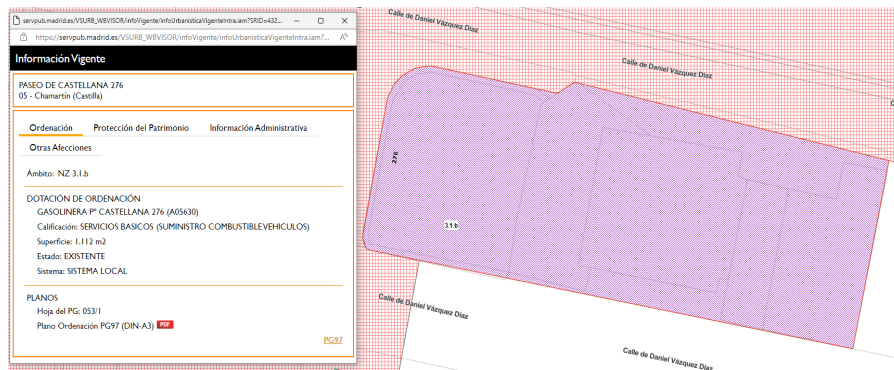 servpub.madrid.es/VSURB_WBVISOR/infoVigente/infoUrbanisticaVigenteIntra.iam?SRID=432...
https://servpub.madrid.es/VSURB_WBVISOR/infoVigente/infoUrbanisticaVigenteIntra.iam?...
Información Vigente
PASEO DE CASTELLANA 276
05 - Chamartín (Castilla)
Ordenación Protección del Patrimonio Información Administrativa
Otras Afecciones
Ámbito: NZ 3.1.b
DOTACIÓN DE ORDENACIÓN
GASOLINERA Pº CASTELLANA 276 (A05630)
Calificación: SERVICIOS BASICOS (SUMINISTRO COMBUSTIBLEVEHICULOS)
Superficie: 1.112 m2
Estado: EXISTENTE
Sistema: SISTEMA LOCAL
PLANOS
Hoja del PG: 053/1
Plano Ordenación PG97 (DIN-A3) PDF
PG97
Calle de Daniel Vázquez Díaz
Calle de Daniel Vázquez Díaz
276
3.1.b
Calle de Daniel Vázquez Díaz
Calle de Daniel Vázquez Díaz